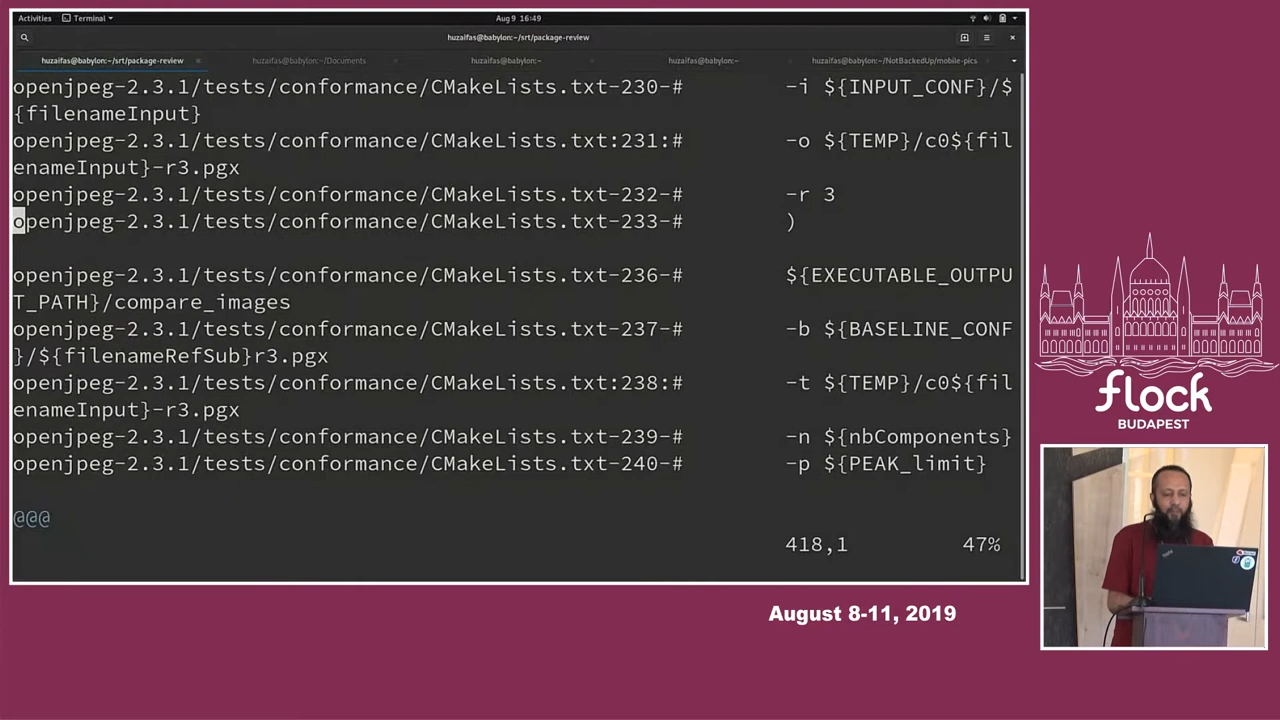 Activities Terminal Aug 9 16:49
huzaifas@babylon:~/srt/package-review
huzaifas@babylon:~/srt/package-review huzaifas@babylon:~/Documents huzaifas@babylon:~ huzaifas@babylon:~ huzaifas@babylon:~/NotBackedUp/mobile-pics
openjpeg-2.3.1/tests/conformance/CMakeLists.txt-230-# -i ${INPUT_CONF}/$
{filenameInput}
openjpeg-2.3.1/tests/conformance/CMakeLists.txt:231:# -o ${TEMP}/c0${fil
enameInput}-r3.pgx
openjpeg-2.3.1/tests/conformance/CMakeLists.txt-232-# -r 3
openjpeg-2.3.1/tests/conformance/CMakeLists.txt-233-# )
openjpeg-2.3.1/tests/conformance/CMakeLists.txt-236-# ${EXECUTABLE_OUTPU
T_PATH}/compare_images
openjpeg-2.3.1/tests/conformance/CMakeLists.txt-237-# -b ${BASELINE_CONF
}/${filenameRefSub}r3.pgx
openjpeg-2.3.1/tests/conformance/CMakeLists.txt:238:# -t ${TEMP}/c0${fil
enameInput}-r3.pgx
openjpeg-2.3.1/tests/conformance/CMakeLists.txt-239-# -n ${nbComponents}
openjpeg-2.3.1/tests/conformance/CMakeLists.txt-240-# -p ${PEAK_limit}
@@@
418,1 47%
flock
BUDAPEST
August 8-11, 2019